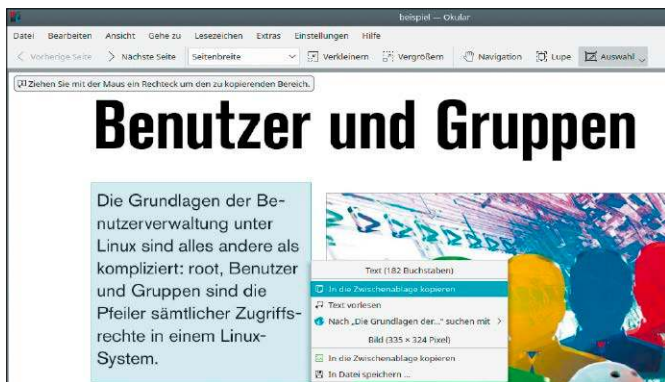 beispiel — Okular
Datei Bearbeiten Ansicht Gehe zu Lesezeichen Extras Einstellungen Hilfe
Vorherige Seite Nächste Seite Seitenbreite Verkleinern Vergrößern Navigation Lupe Auswahl
Ziehen Sie mit der Maus ein Rechteck um den zu kopierenden Bereich.
Benutzer und Gruppen
Die Grundlagen der Be-
nutzerverwaltung unter
Linux sind alles andere als
kompliziert: root, Benutzer
und Gruppen sind die
Pfeiler sämtlicher Zugriffs-
rechte in einem Linux-
System.
Text (182 Buchstaben)
In die Zwischenablage kopieren
Text vorlesen
Nach „Die Grundlagen der...“ suchen mit
Bild (335 × 324 Pixel)
In die Zwischenablage kopieren
In Datei speichern ...